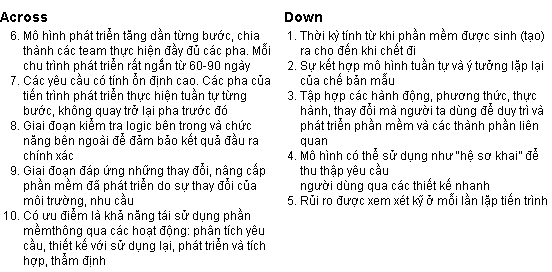 Across
6. Mô hình phát triển tăng dần từng bước, chia
thành các team thực hiện đầy đủ các pha. Mỗi
chu trình phát triển rất ngắn từ 60-90 ngày
7. Các yêu cầu có tính ổn định cao. Các pha của
tiến trình phát triển thực hiện tuần tự từng
bước, không quay trở lại pha trước đó
8. Giai đoạn kiểm tra logic bên trong và chức
năng bên ngoài để đảm bảo kết quả đầu ra
chính xác
9. Giai đoạn đáp ứng những thay đổi, nâng cấp
phần mềm đã phát triển do sự thay đổi của
môi trường, nhu cầu
10. Có ưu điểm là khả năng tái sử dụng phần
mềmthông qua các hoạt động: phân tích yêu
cầu, thiết kế với sử dụng lại, phát triển và tích
hợp, thẩm định
Down
1. Thời kỳ tính từ khi phần mềm được sinh (tạo)
ra cho đến khi chết đi
2. Sự kết hợp mô hình tuần tự và ý tưởng lặp lại
của chế bản mẫu
3. Tập hợp các hành động, phương thức, thực
hành, thay đổi mà người ta dùng để duy trì và
phát triển phần mềm và các thành phần liên
quan
4. Mô hình có thể sử dụng như "hệ sơ khai" để
thu thập yêu cầu
người dùng qua các thiết kế nhanh
5. Rủi ro được xem xét kỹ ở mỗi lần lặp tiến trình